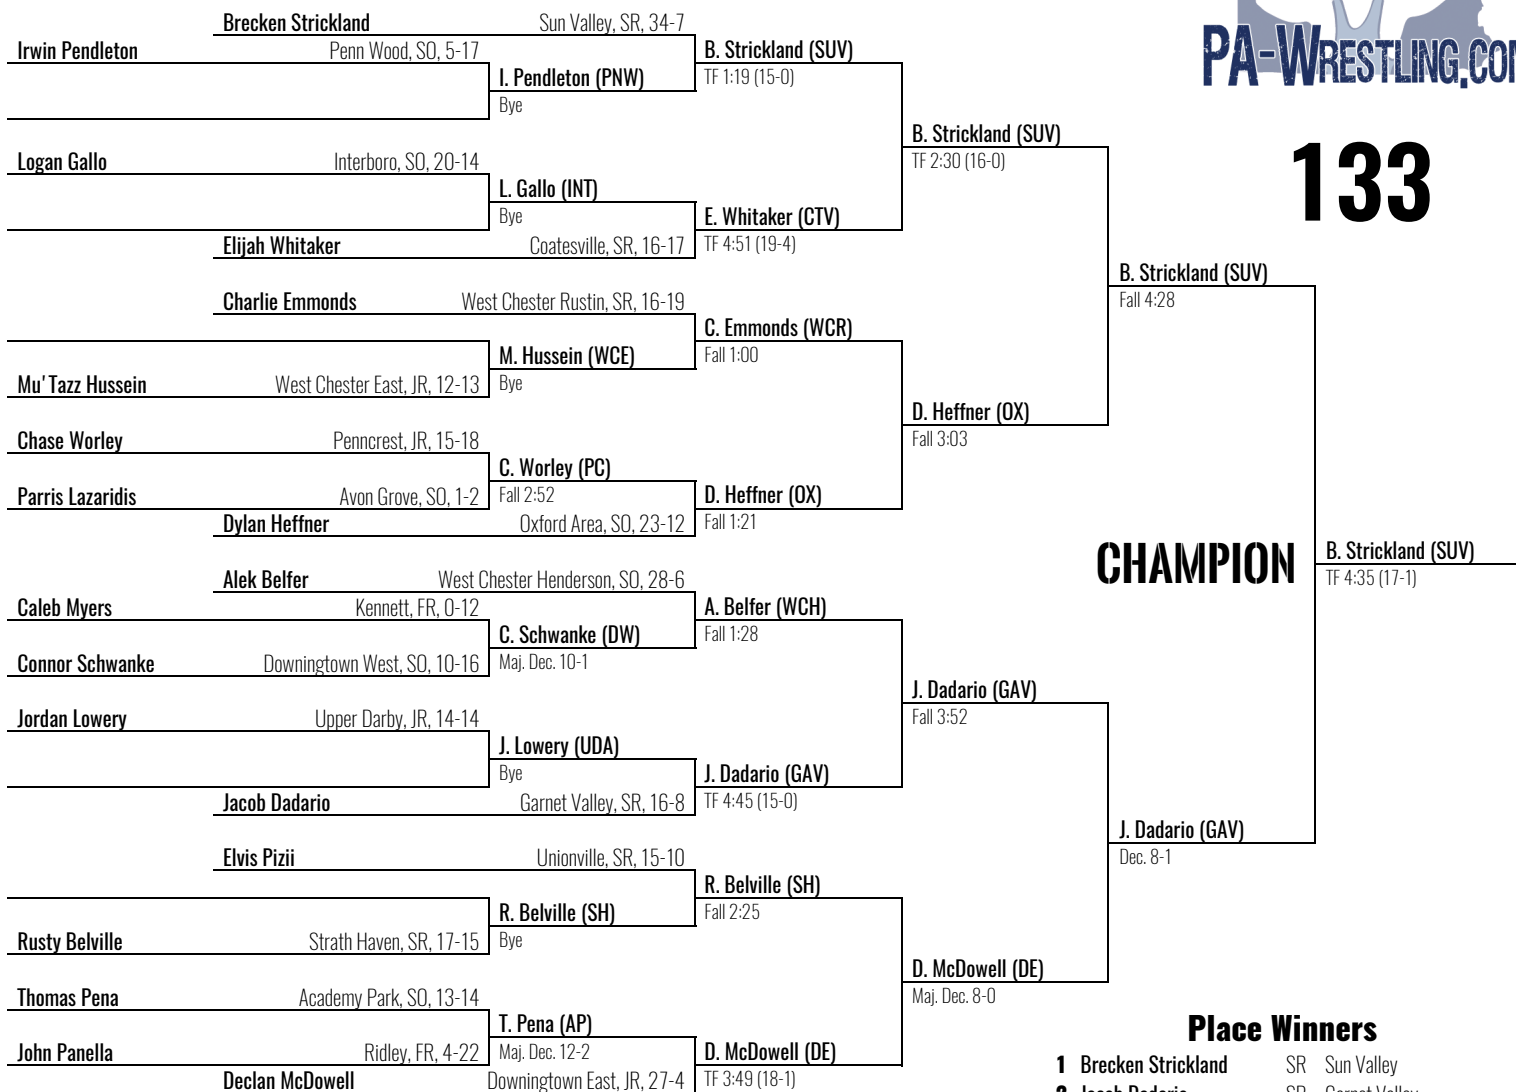 Brecken Strickland Sun Valley, SR, 34-7
Irwin Pendleton Penn Wood, SO, 5-17 B. Strickland (SUV)
I. Pendleton (PNW) TF 1:19 (15-0)
Bye
PA-WRESTLING.CO
B. Strickland (SUV)
TF 2:30 (16-0)
133
Logan Gallo Interboro, SO, 20-14
L. Gallo (INT)
Bye E. Whitaker (CTV)
Elijah Whitaker Coatesville, SR, 16-17 TF 4:51 (19-4)
B. Strickland (SUV)
Fall 4:28
Charlie Emmonds West Chester Rustin, SR, 16-19
C. Emmonds (WCR)
M. Hussein (WCE) Fall 1:00
Mu'Tazz Hussein West Chester East, JR, 12-13 Bye
D. Heffner (OX)
Fall 3:03
Chase Worley Penncrest, JR, 15-18
C. Worley (PC)
Parris Lazaridis Avon Grove, SO, 1-2 Fall 2:52 D. Heffner (OX)
Dylan Heffner Oxford Area, SO, 23-12 Fall 1:21
CHAMPION B. Strickland (SUV)
TF 4:35 (17-1)
Alek Belfer West Chester Henderson, SO, 28-6
Caleb Myers Kennett, FR, 0-12 A. Belfer (WCH)
C. Schwanke (DW) Fall 1:28
Connor Schwanke Downingtown West, SO, 10-16 Maj. Dec. 10-1
J. Dadario (GAV)
Fall 3:52
Jordan Lowery Upper Darby, JR, 14-14
J. Lowery (UDA)
Bye J. Dadario (GAV)
Jacob Dadario Garnet Valley, SR, 16-8 TF 4:45 (15-0)
J. Dadario (GAV)
Dec. 8-1
Elvis Pizii Unionville, SR, 15-10
R. Belville (SH)
R. Belville (SH) Fall 2:25
Rusty Belville Strath Haven, SR, 17-15 Bye
D. McDowell (DE)
Maj. Dec. 8-0
Thomas Pena Academy Park, SO, 13-14
T. Pena (AP)
John Panella Ridley, FR, 4-22 Maj. Dec. 12-2 D. McDowell (DE)
Declan McDowell Downingtown East, JR, 27-4 TF 3:49 (18-1)
Place Winners
1 Brecken Strickland SR Sun Valley
2 Jacob Dadario SR Garnet Valley